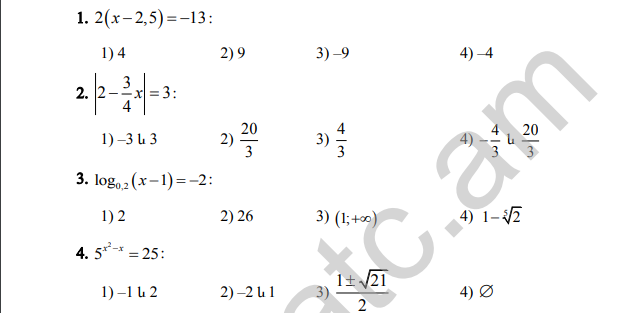 1. 2(x−2,5)=−13:
1) 4 2) 9 3) −9 4) −4
2. |2−3/4x|=3:
1) −3 և 3 2) 20/3 3) 4/3 4) −4/3 և 20/3
3. log₀,₂(x−1)=−2:
1) 2 2) 26 3) (1;+∞) 4) 1−⁵√2
4. 5^(x²−x)=25:
1) −1 և 2 2) −2 և 1 3) (1±√21)/2 4) ∅
atc.am